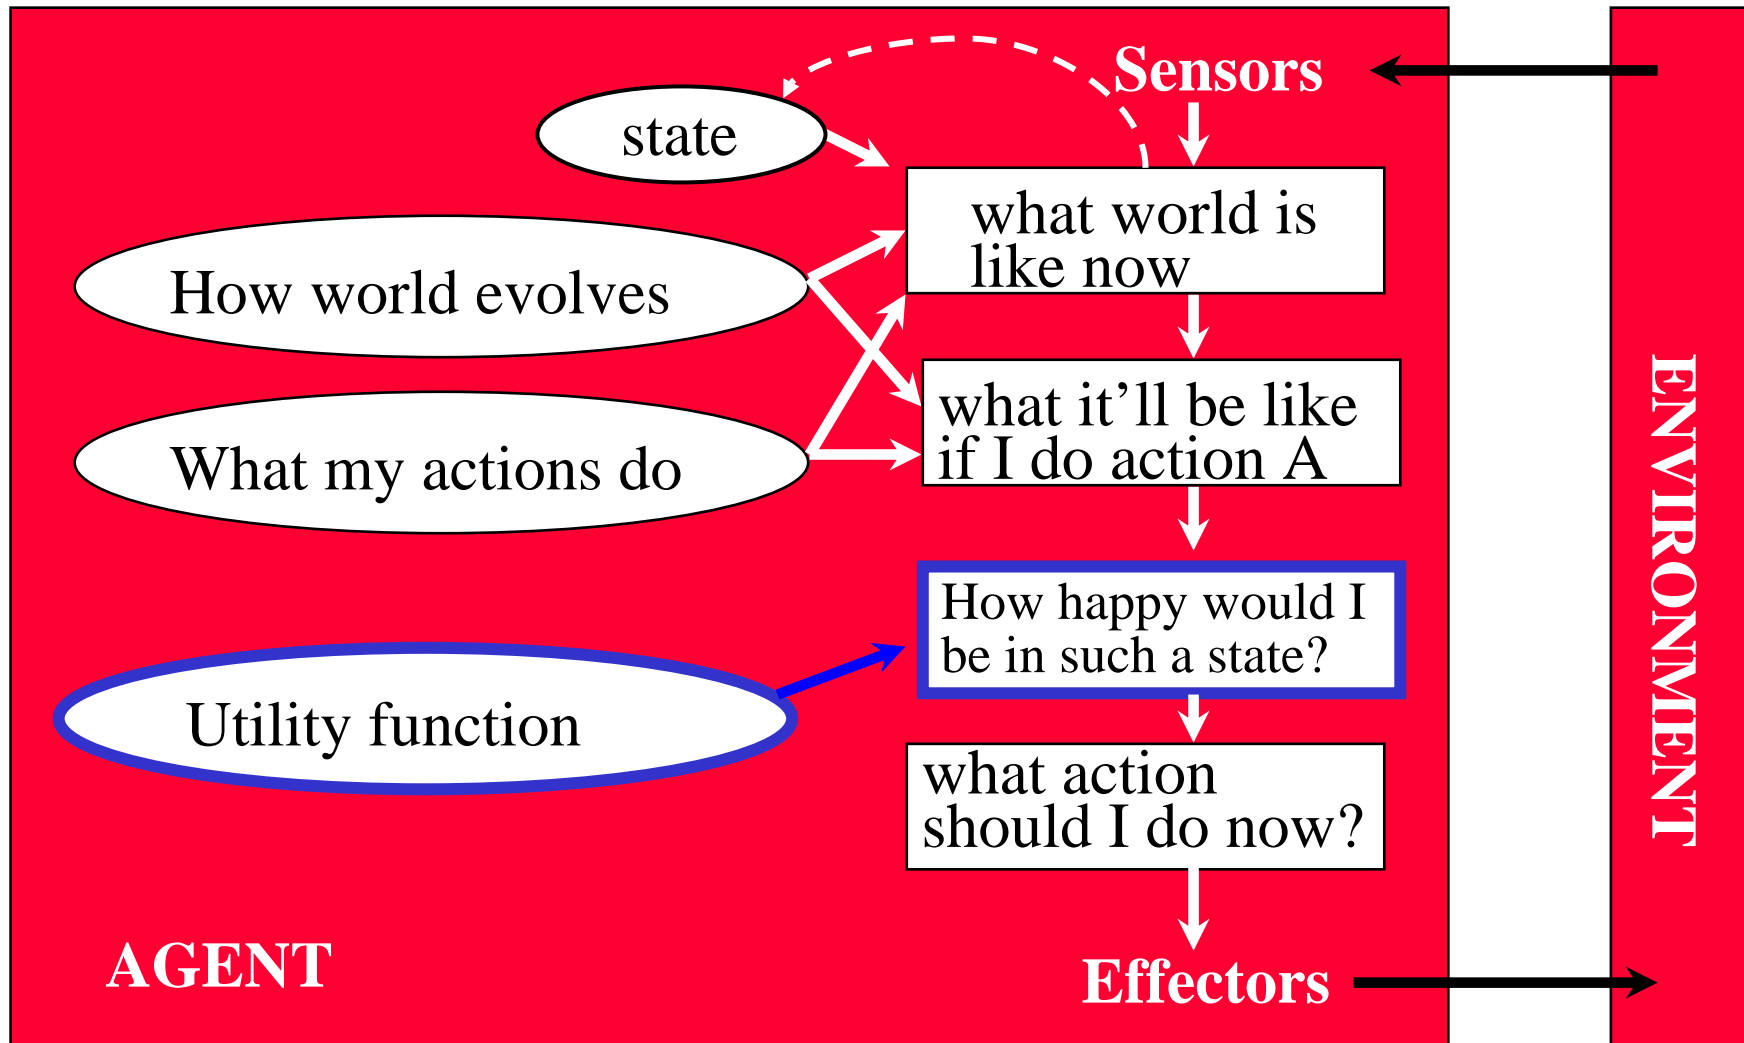 Sensors
state
what world is
like now
How world evolves
what it’ll be like
if I do action A
What my actions do
How happy would I
be in such a state?
Utility function
what action
should I do now?
AGENT
Effectors
ENVIRONMENT